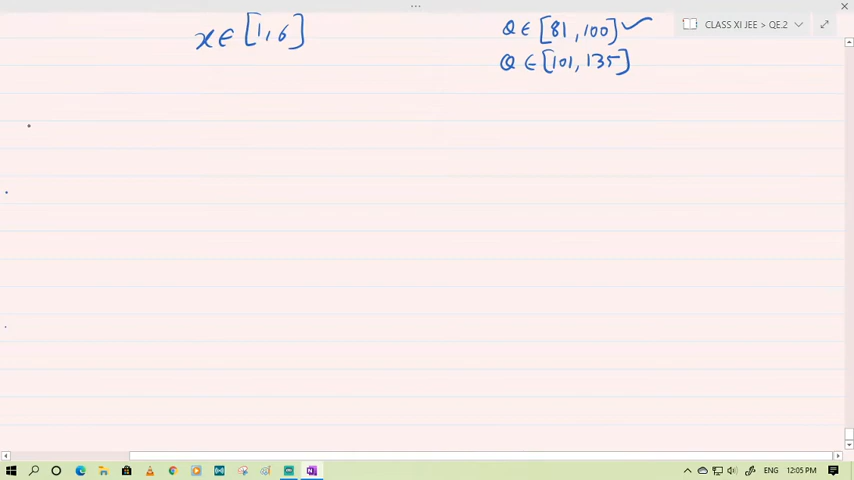 x ∈ [1, 6]
Q ∈ [81, 100] ✓
Q ∈ [101, 135]
CLASS XI JEE > QE.2
ENG
12:05 PM